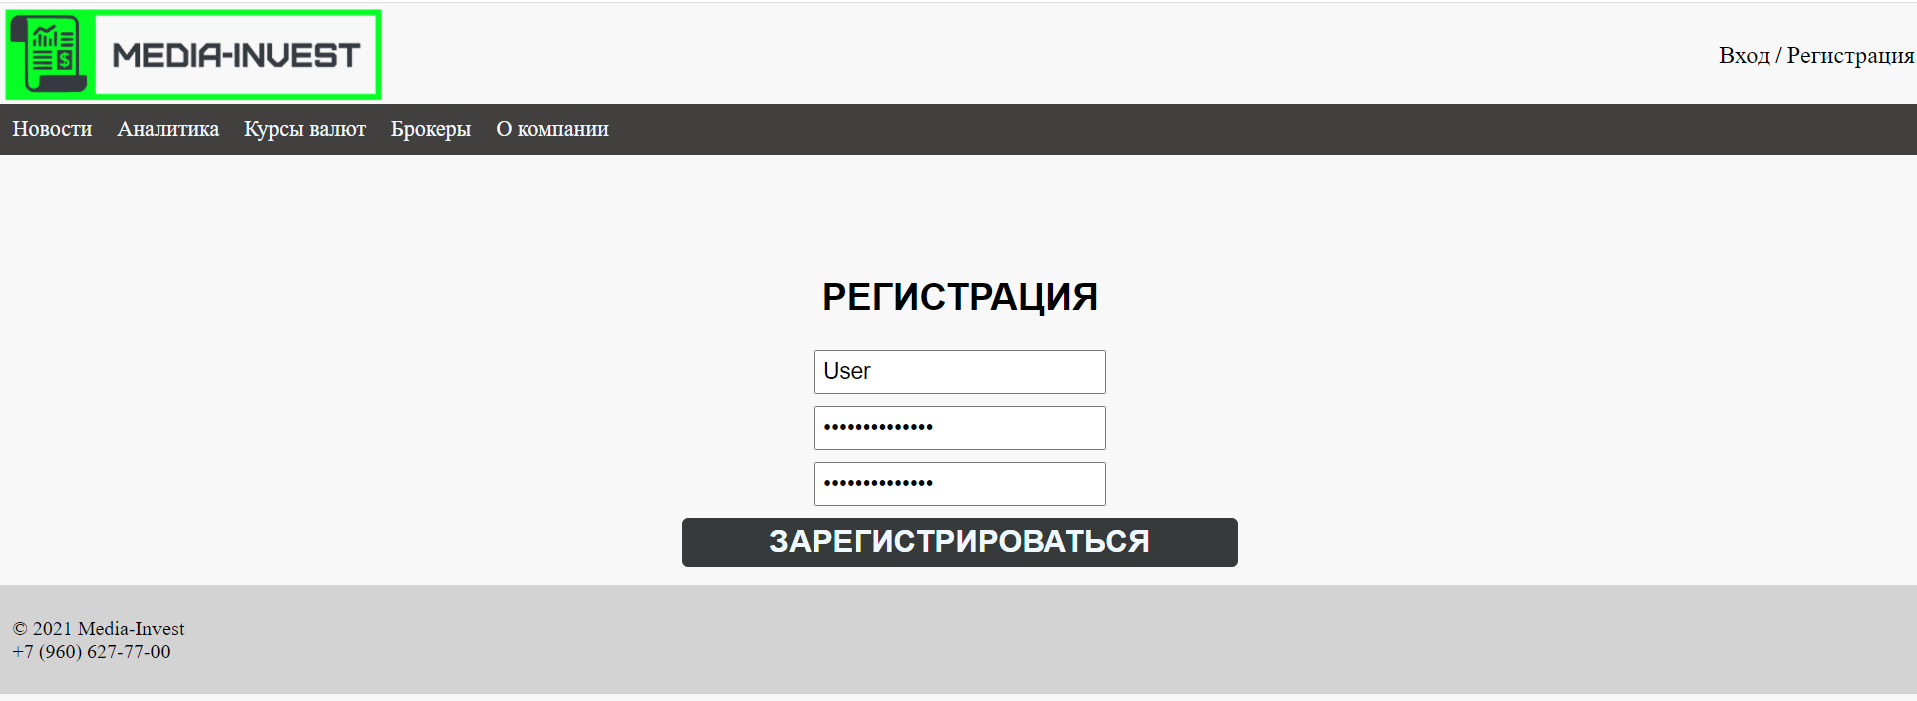 MEDIA-INVEST
Вход / Регистрация
Новости Аналитика Курсы валют Брокеры О компании
РЕГИСТРАЦИЯ
User
••••••••••••••
••••••••••••••
ЗАРЕГИСТРИРОВАТЬСЯ
© 2021 Media-Invest
+7 (960) 627-77-00